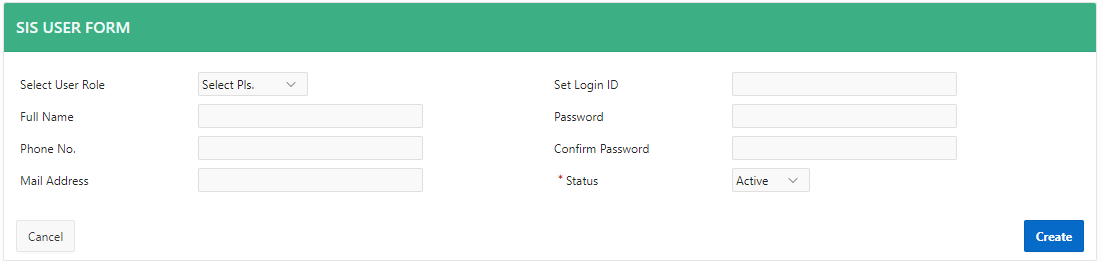 SIS USER FORM
Select User Role Select Pls. Set Login ID
Full Name Password
Phone No. Confirm Password
Mail Address * Status Active
Cancel Create